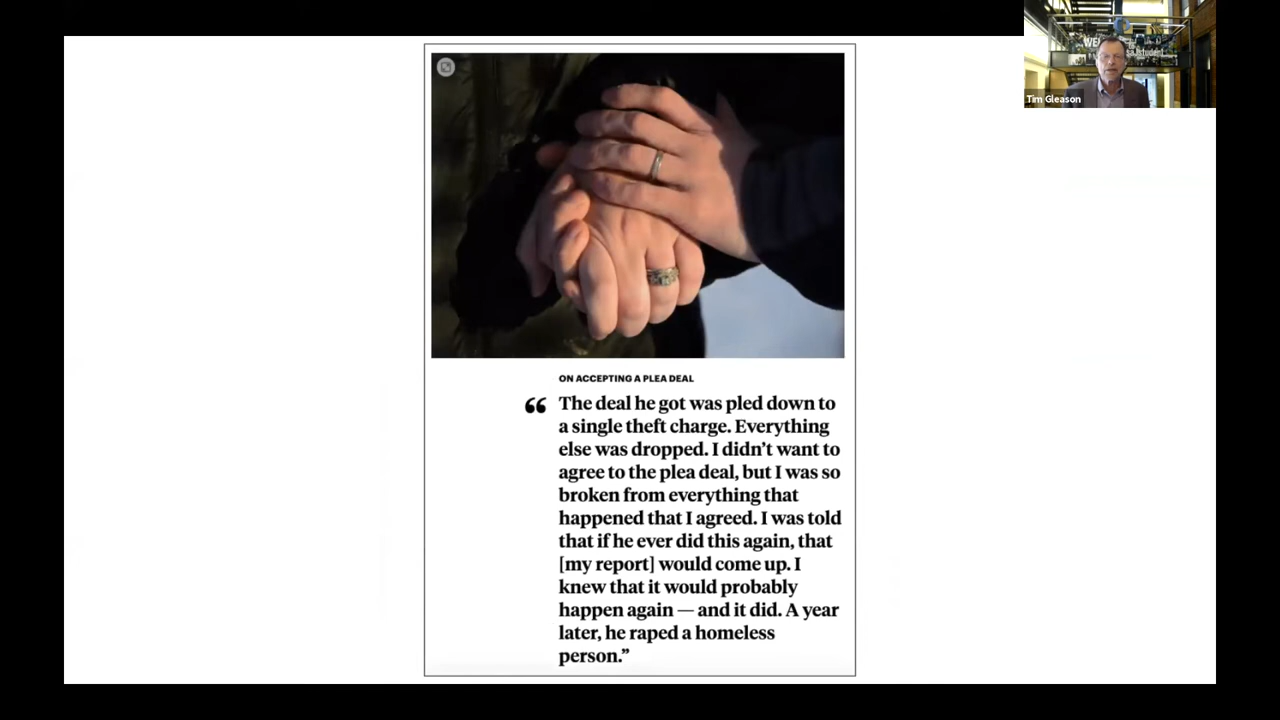 Tim Gleason
ON ACCEPTING A PLEA DEAL
“ The deal he got was pled down to
a single theft charge. Everything
else was dropped. I didn’t want to
agree to the plea deal, but I was so
broken from everything that
happened that I agreed. I was told
that if he ever did this again, that
[my report] would come up. I
knew that it would probably
happen again — and it did. A year
later, he raped a homeless
person.”